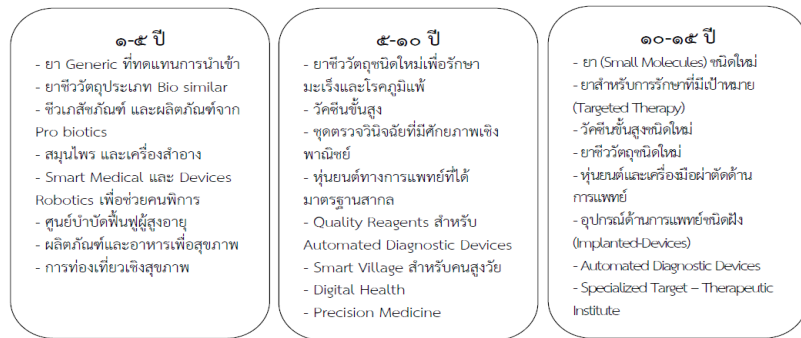 ๑-๕ ปี
- ยา Generic ที่ทดแทนการนำเข้า
- ยาชีววัตถุประเภท Bio similar
- ชีวเภสัชภัณฑ์ และผลิตภัณฑ์จาก
Pro biotics
- สมุนไพร และเครื่องสำอาง
- Smart Medical และ Devices
Robotics เพื่อช่วยคนพิการ
- ศูนย์บำบัดฟื้นฟูผู้สูงอายุ
- ผลิตภัณฑ์และอาหารเพื่อสุขภาพ
- การท่องเที่ยวเชิงสุขภาพ
๕-๑๐ ปี
- ยาชีววัตถุชนิดใหม่เพื่อรักษา
มะเร็งและโรคภูมิแพ้
- วัคซีนขั้นสูง
- ชุดตรวจวินิจฉัยที่มีศักยภาพเชิง
พาณิชย์
- หุ่นยนต์ทางการแพทย์ที่ได้
มาตรฐานสากล
- Quality Reagents สำหรับ
Automated Diagnostic Devices
- Smart Village สำหรับคนสูงวัย
- Digital Health
- Precision Medicine
๑๐-๑๕ ปี
- ยา (Small Molecules) ชนิดใหม่
- ยาสำหรับการรักษาที่มีเป้าหมาย
(Targeted Therapy)
- วัคซีนขั้นสูงชนิดใหม่
- ยาชีววัตถุชนิดใหม่
- หุ่นยนต์และเครื่องมือผ่าตัดด้าน
การแพทย์
- อุปกรณ์ด้านการแพทย์ชนิดฝัง
(Implanted-Devices)
- Automated Diagnostic Devices
- Specialized Target – Therapeutic
Institute